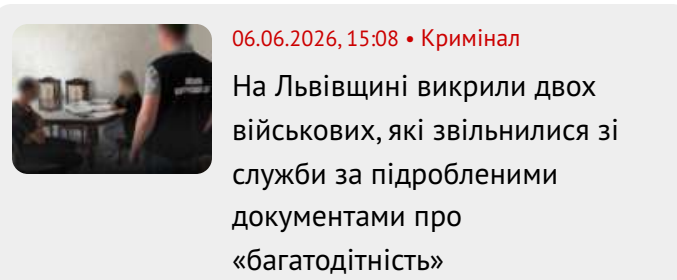 06.06.2026, 15:08 • Кримінал
На Львівщині викрили двох
військових, які звільнилися зі
служби за підробленими
документами про
«багатодітність»